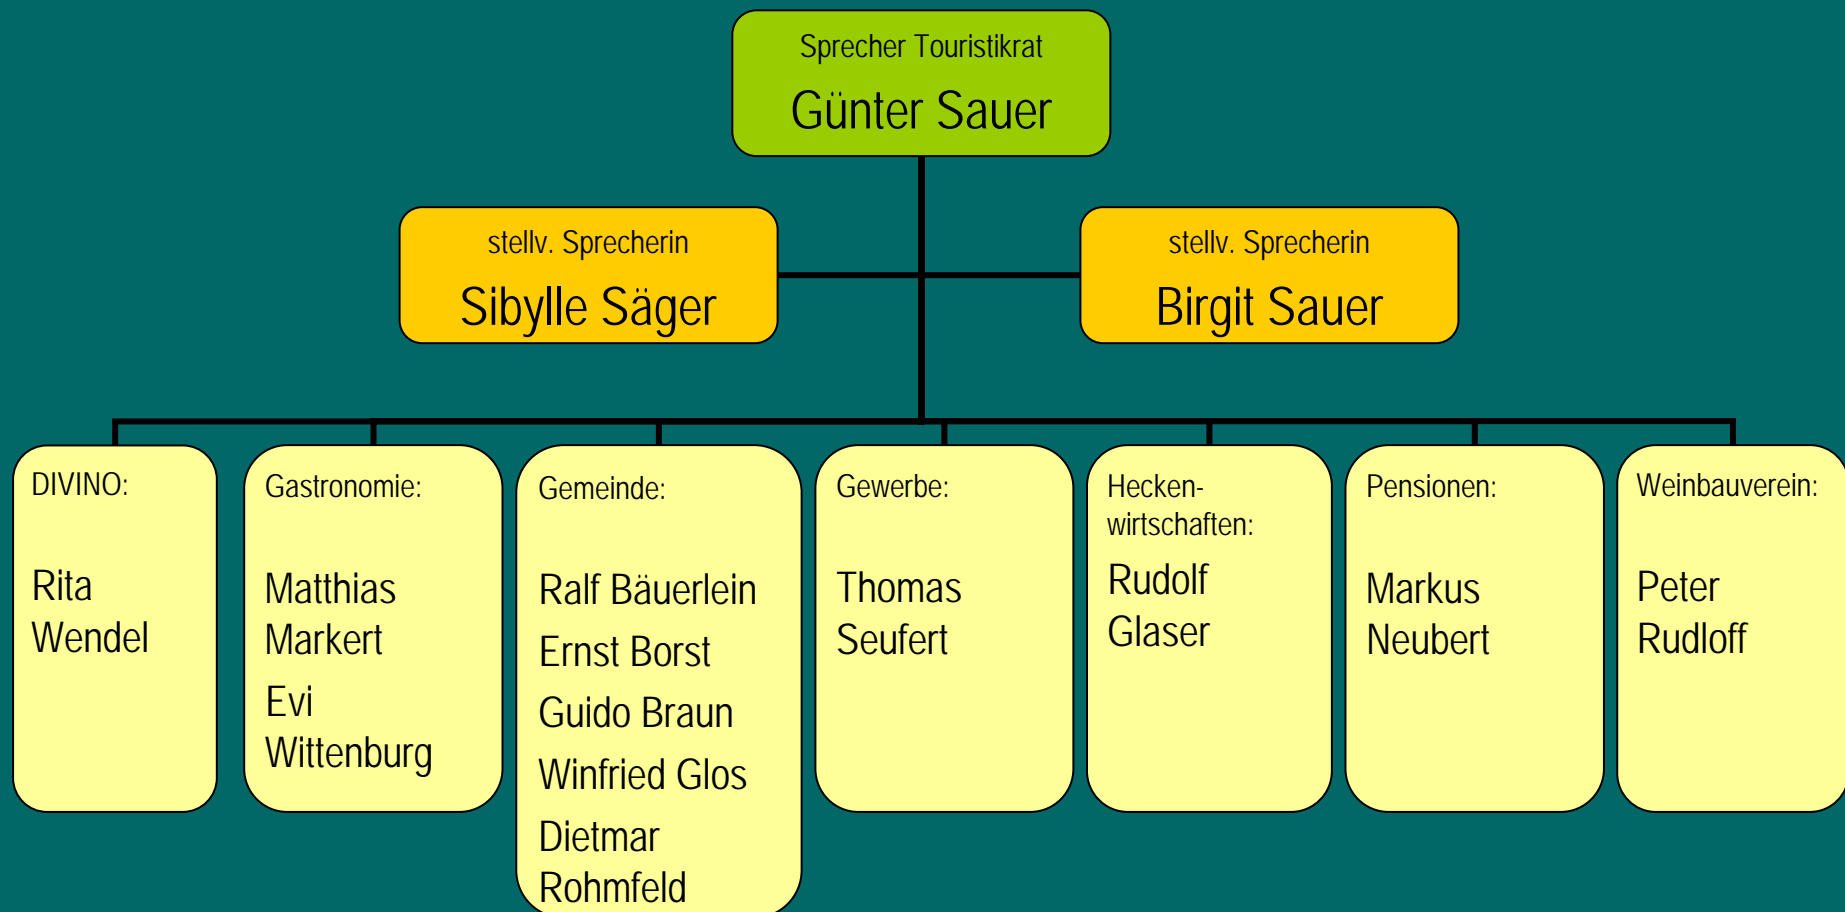 Sprecher Touristikrat
Günter Sauer
stellv. Sprecherin
Sibylle Säger
stellv. Sprecherin
Birgit Sauer
DIVINO:
Rita
Wendel
Gastronomie:
Matthias
Markert
Evi
Wittenburg
Gemeinde:
Ralf Bäuerlein
Ernst Borst
Guido Braun
Winfried Glos
Dietmar
Rohmfeld
Gewerbe:
Thomas
Seufert
Hecken-
wirtschaften:
Rudolf
Glaser
Pensionen:
Markus
Neubert
Weinbauverein:
Peter
Rudloff